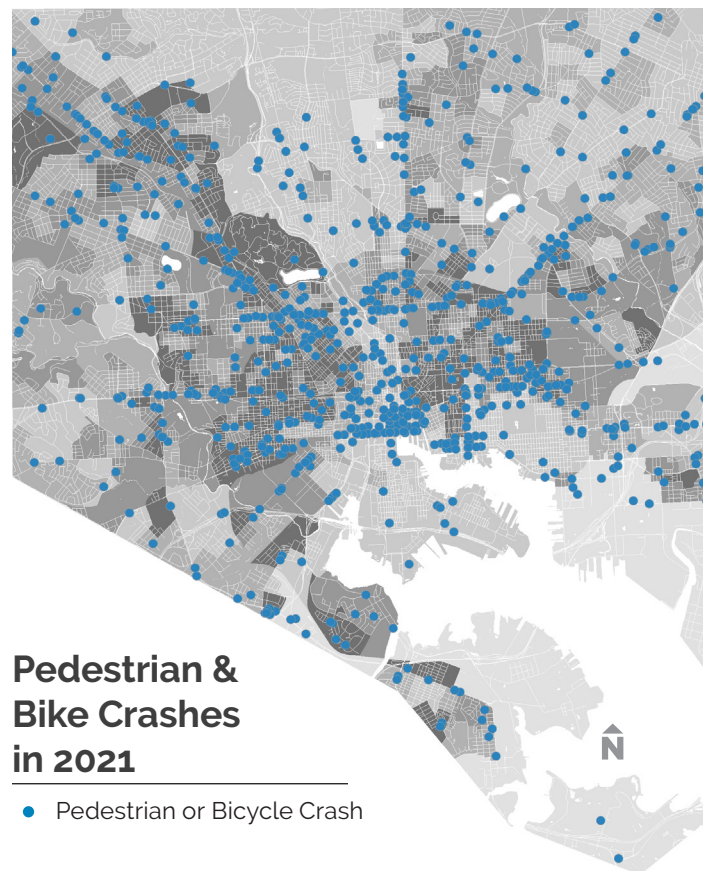 Pedestrian &
Bike Crashes
in 2021
N
Pedestrian or Bicycle Crash